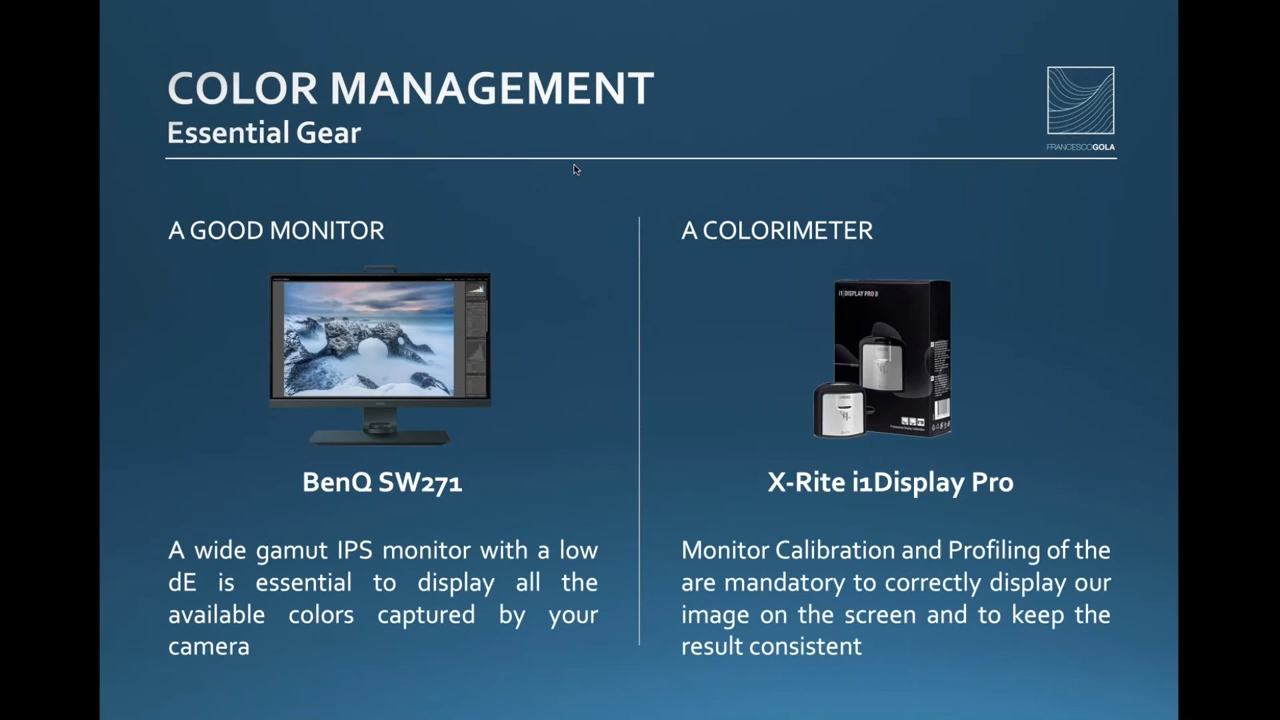 COLOR MANAGEMENT
Essential Gear
FRANCESCOGOLA
A GOOD MONITOR
BenQ SW271
A wide gamut IPS monitor with a low
dE is essential to display all the
available colors captured by your
camera
A COLORIMETER
i1DISPLAY PRO
X-Rite i1Display Pro
Monitor Calibration and Profiling of the
are mandatory to correctly display our
image on the screen and to keep the
result consistent